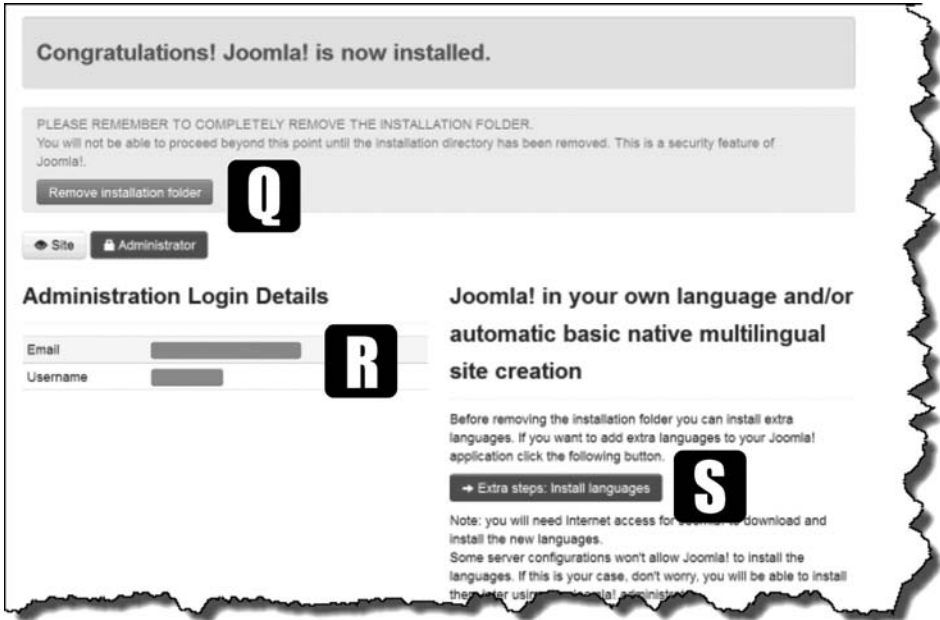 Congratulations! Joomla! is now installed.
PLEASE REMEMBER TO COMPLETELY REMOVE THE INSTALLATION FOLDER.
You will not be able to proceed beyond this point until the installation directory has been removed. This is a security feature of
Joomla!.
Remove installation folder
Q
Site
Administrator
Administration Login Details
Email
R
Username
Joomla! in your own language and/or
automatic basic native multilingual
site creation
Before removing the installation folder you can install extra
languages. If you want to add extra languages to your Joomla!
application click the following button.
Extra steps: Install languages
S
Note: you will need Internet access for to download and
install the new languages.
Some server configurations won't allow Joomla! to install the
languages. If this is your case, don't worry, you will be able to install